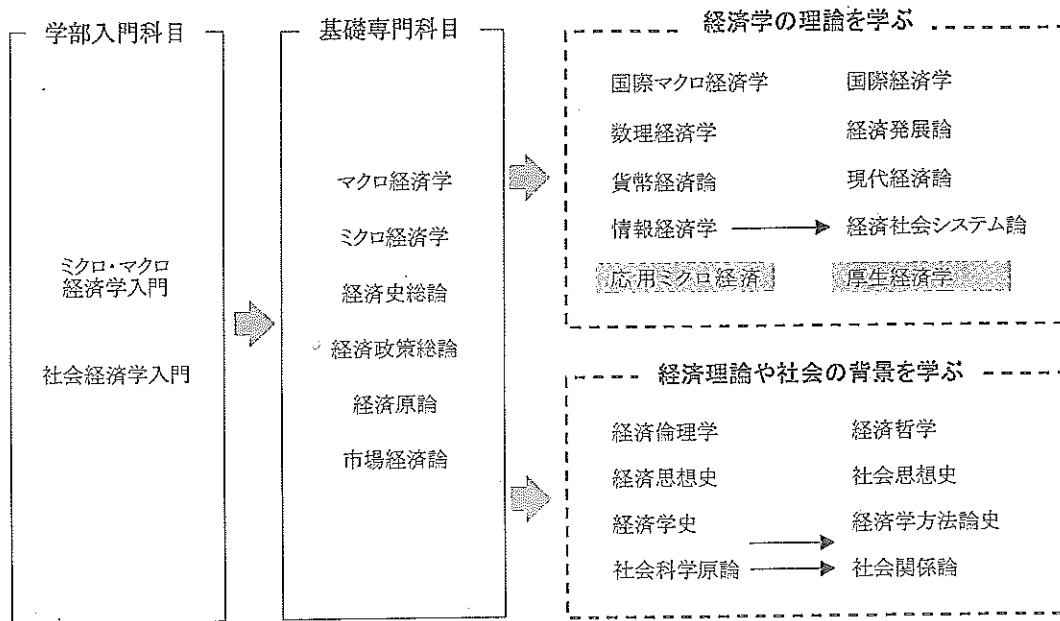 学部入門科目
ミクロ・マクロ
経済学入門
社会経済学入門
基礎専門科目
マクロ経済学
ミクロ経済学
経済史総論
経済政策総論
経済原論
市場経済論
経済学の理論を学ぶ
国際マクロ経済学
国際経済学
数理経済学
経済発展論
貨幣経済論
現代経済論
情報経済学
経済社会システム論
応用ミクロ経済
厚生経済学
経済理論や社会の背景を学ぶ
経済倫理学
経済哲学
経済思想史
社会思想史
経済学史
経済学方法論史
社会科学原論
社会関係論